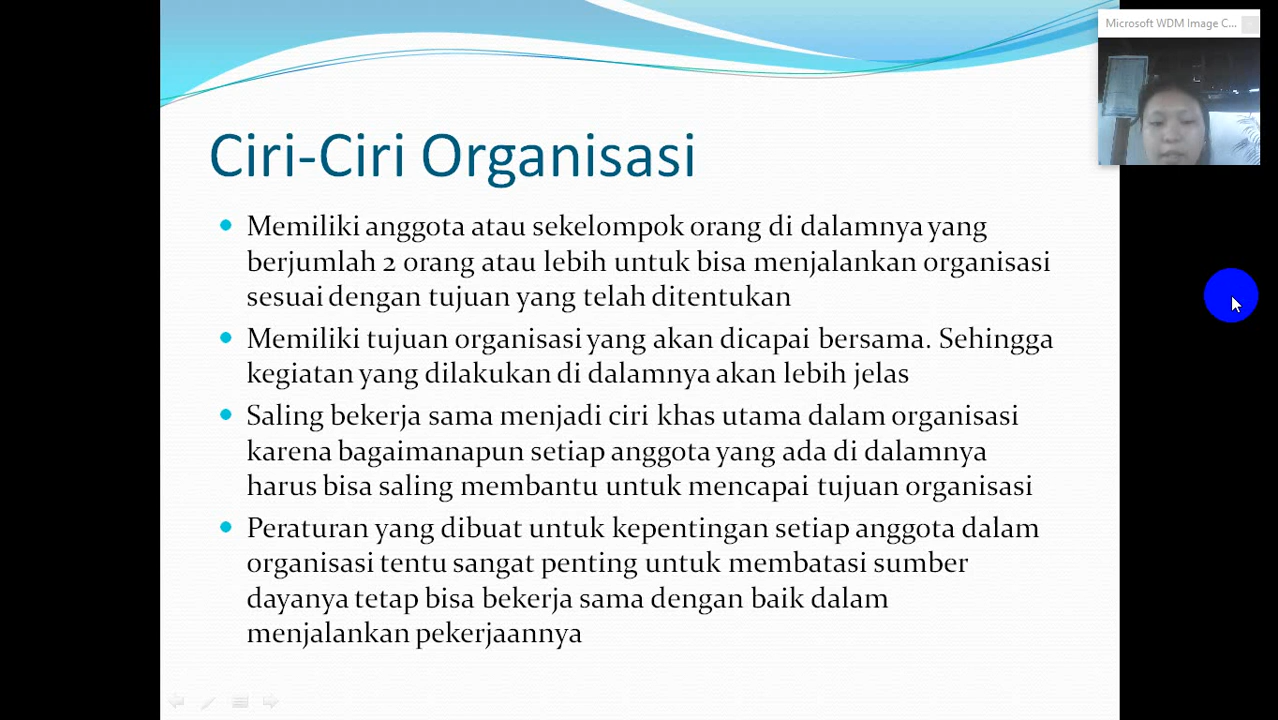 Microsoft WDM Image C...
Ciri-Ciri Organisasi
Memiliki anggota atau sekelompok orang di dalamnya yang
berjumlah 2 orang atau lebih untuk bisa menjalankan organisasi
sesuai dengan tujuan yang telah ditentukan
Memiliki tujuan organisasi yang akan dicapai bersama. Sehingga
kegiatan yang dilakukan di dalamnya akan lebih jelas
Saling bekerja sama menjadi ciri khas utama dalam organisasi
karena bagaimanapun setiap anggota yang ada di dalamnya
harus bisa saling membantu untuk mencapai tujuan organisasi
Peraturan yang dibuat untuk kepentingan setiap anggota dalam
organisasi tentu sangat penting untuk membatasi sumber
dayanya tetap bisa bekerja sama dengan baik dalam
menjalankan pekerjaannya